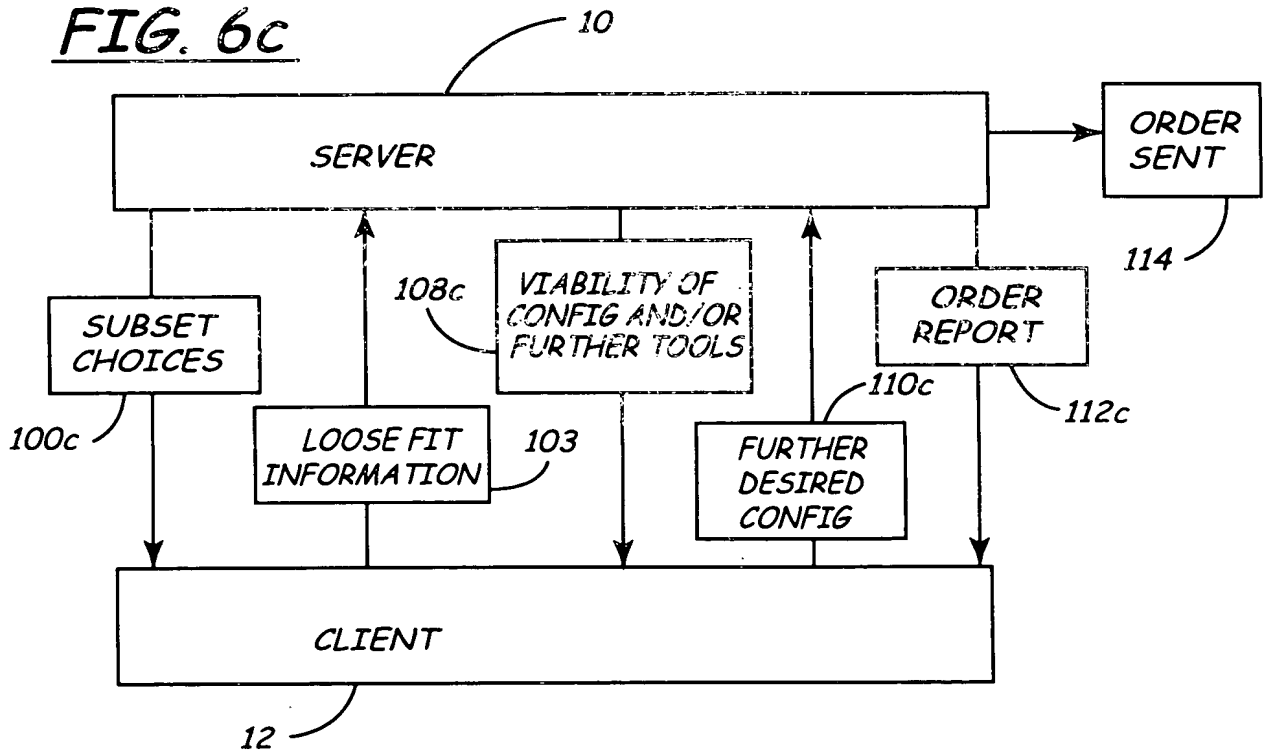 FIG. 6c
10
SERVER
ORDER
SENT
114
SUBSET
CHOICES
100c
LOOSE FIT
INFORMATION
103
108c
VIABILITY OF
CONFIG AND/OR
FURTHER TOOLS
110c
FURTHER
DESIRED
CONFIG
ORDER
REPORT
112c
CLIENT
12